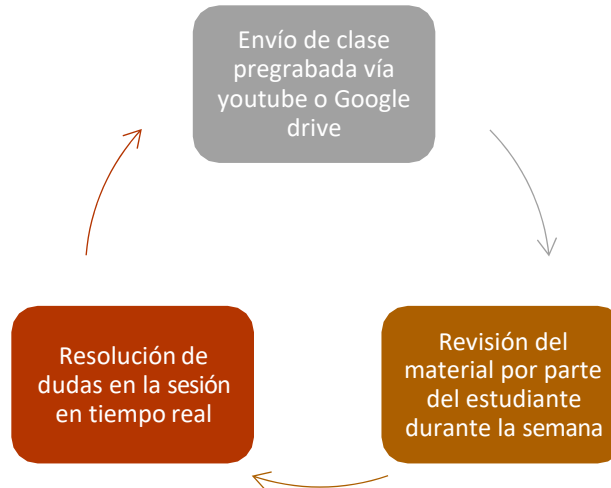 Envío de clase
pregrabada vía
youtube o Google
drive
Revisión del
material por parte
del estudiante
durante la semana
Resolución de
dudas en la sesión
en tiempo real